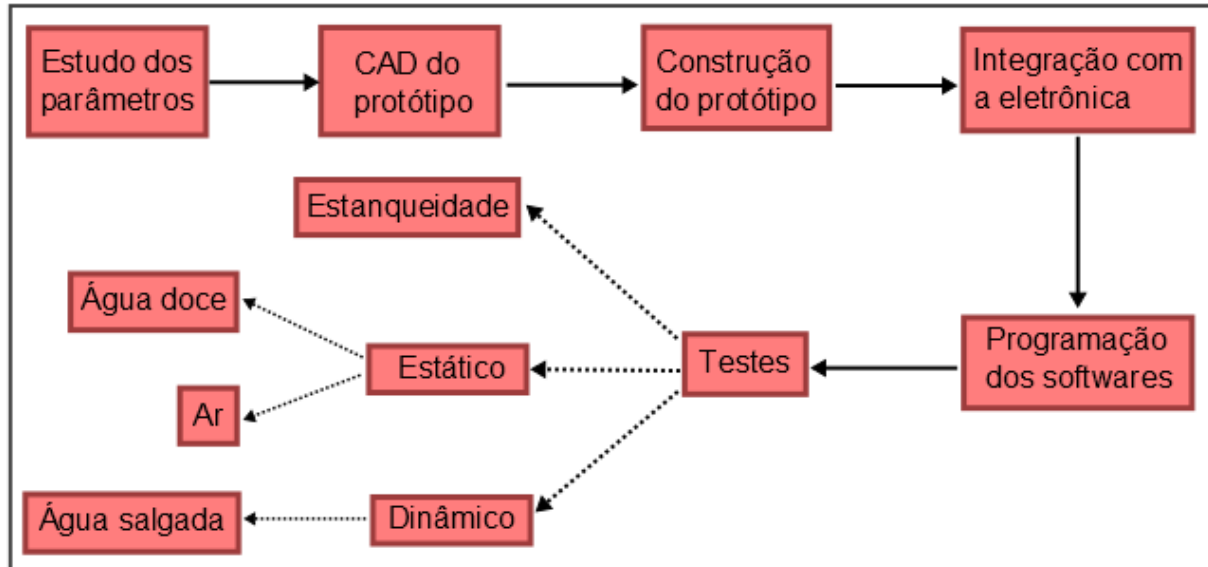 Estudo dos
parâmetros
CAD do
protótipo
Construção
do protótipo
Integração com
a eletrônica
Estanqueidade
Água doce
Estático
Testes
Programação
dos softwares
Ar
Água salgada
Dinâmico